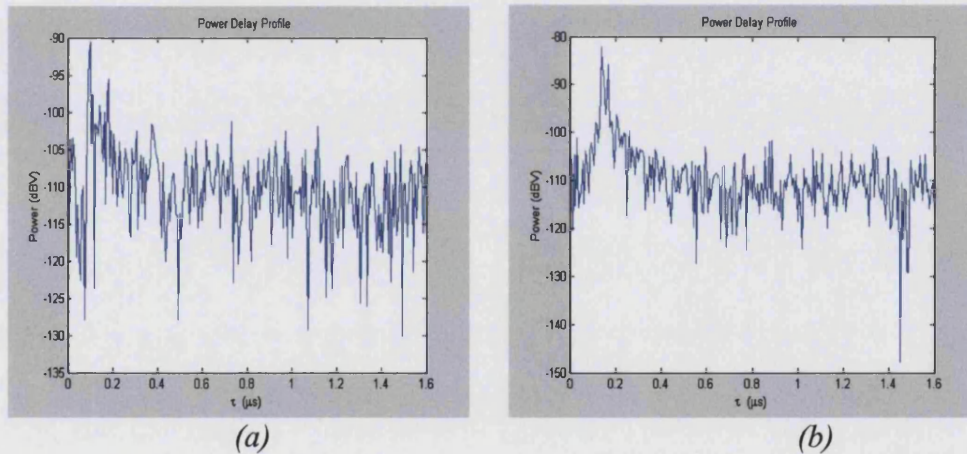 Power Delay Profile
-90
-95
-100
-105
-110
-115
-120
-125
-130
-135
Power (dBV)
0 0.2 0.4 0.6 0.8 1 1.2 1.4 1.6
τ (μs)
(a)
Power Delay Profile
-80
-90
-100
-110
-120
-130
-140
-150
Power (dBV)
0 0.2 0.4 0.6 0.8 1 1.2 1.4 1.6
τ (μs)
(b)